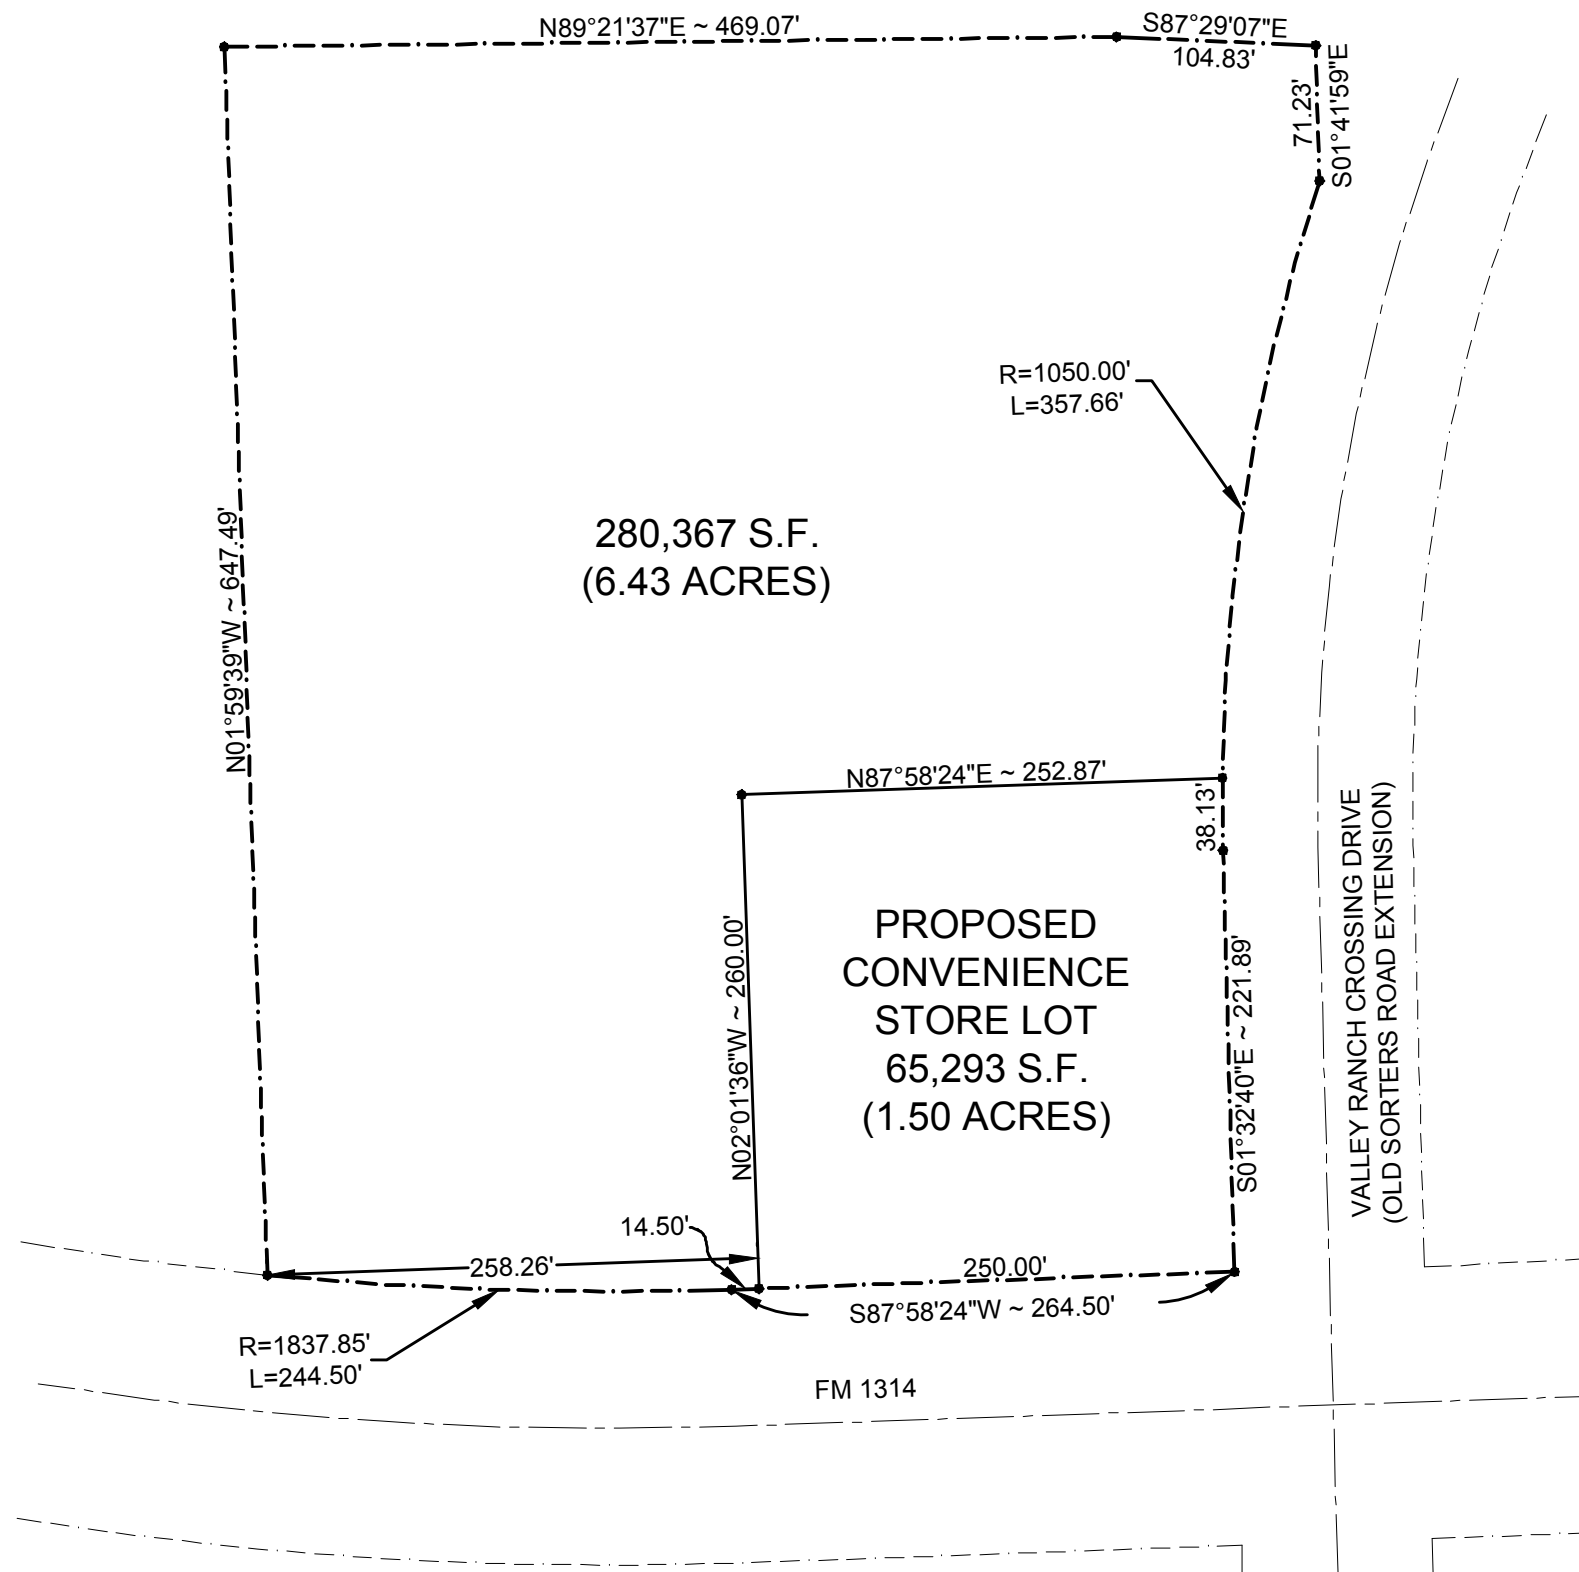 N89°21'37"E ~ 469.07'
S87°29'07"E
104.83'
71.23'
S01°41'59"E
R=1050.00'
L=357.66'
N01°59'39"W ~ 647.49'
280,367 S.F.
(6.43 ACRES)
N87°58'24"E ~ 252.87'
38.13'
N02°01'36"W ~ 260.00'
PROPOSED
CONVENIENCE
STORE LOT
65,293 S.F.
(1.50 ACRES)
S01°32'40"E ~ 221.89'
VALLEY RANCH CROSSING DRIVE
(OLD SORTERS ROAD EXTENSION)
14.50'
258.26'
250.00'
S87°58'24"W ~ 264.50'
R=1837.85'
L=244.50'
FM 1314